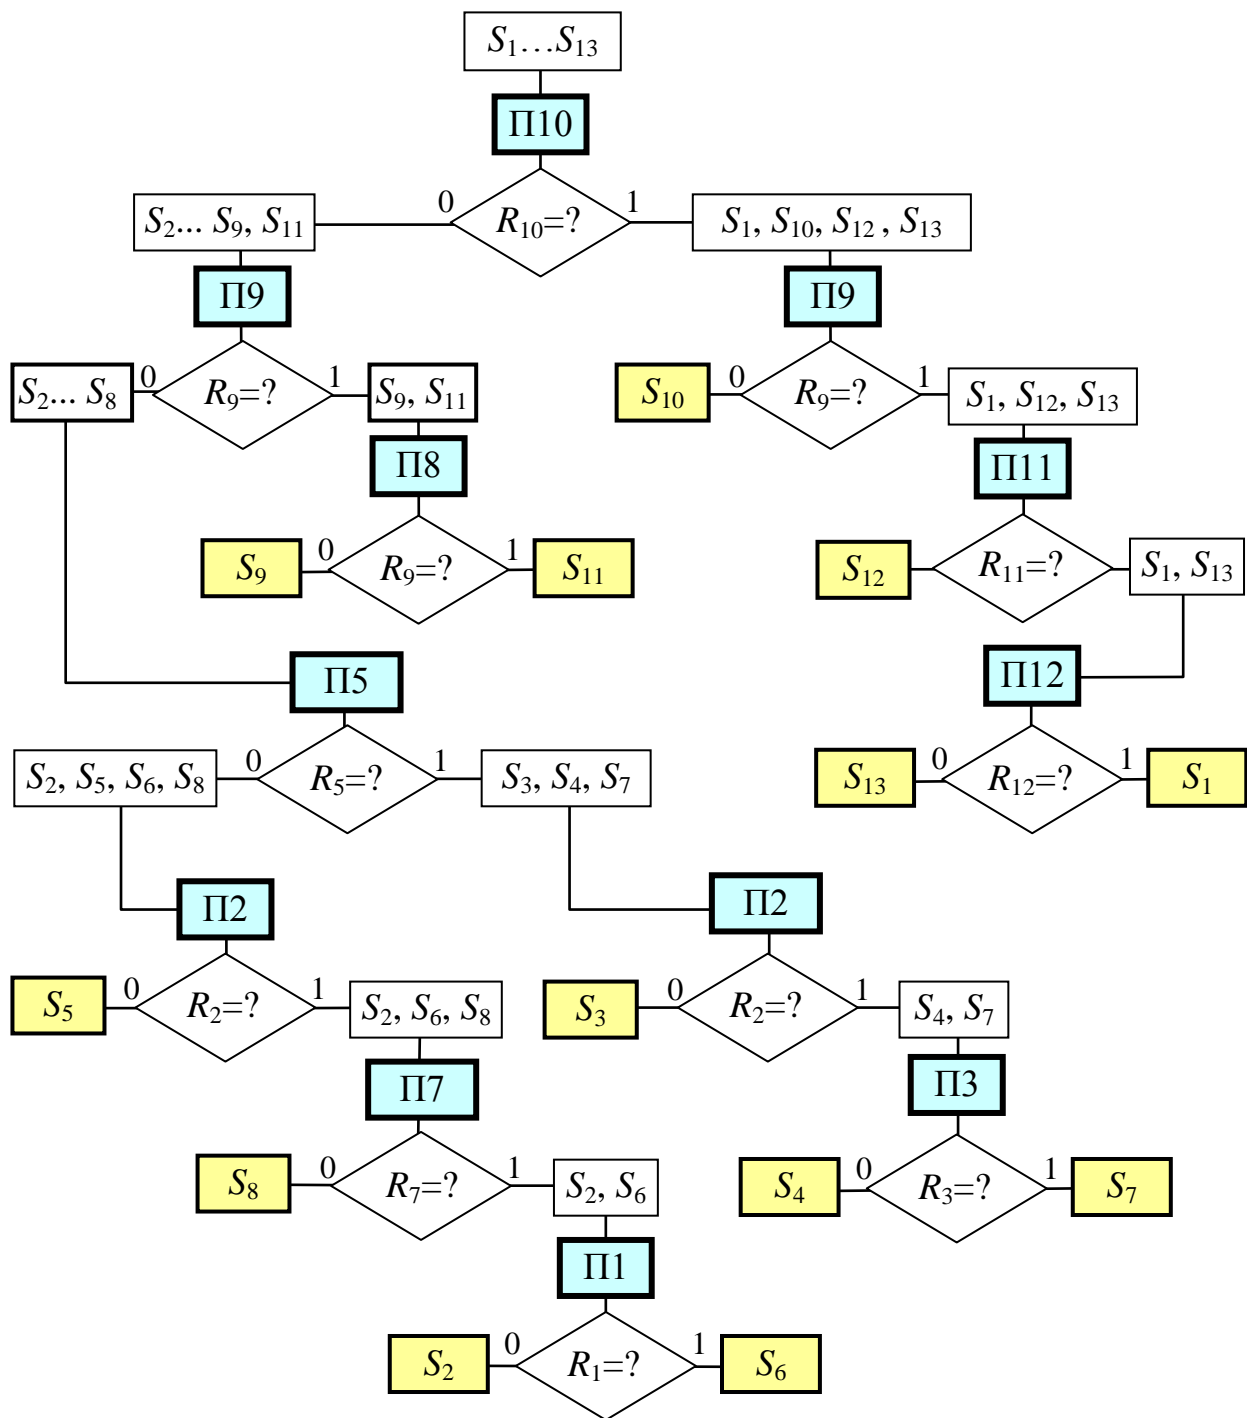 S₁…S₁₃
П10
0
R₁₀=?
1
S₂... S₉, S₁₁
S₁, S₁₀, S₁₂ , S₁₃
П9
П9
S₂... S₈
0
R₉=?
1
S₉, S₁₁
S₁₀
0
R₉=?
1
S₁, S₁₂, S₁₃
П8
П11
S₉
0
R₉=?
1
S₁₁
S₁₂
R₁₁=?
S₁, S₁₃
П5
П12
S₂, S₅, S₆, S₈
0
R₅=?
1
S₃, S₄, S₇
S₁₃
0
R₁₂=?
1
S₁
П2
П2
S₅
0
R₂=?
1
S₂, S₆, S₈
S₃
0
R₂=?
1
S₄, S₇
П7
П3
S₈
0
R₇=?
1
S₂, S₆
S₄
0
R₃=?
1
S₇
П1
S₂
0
R₁=?
1
S₆